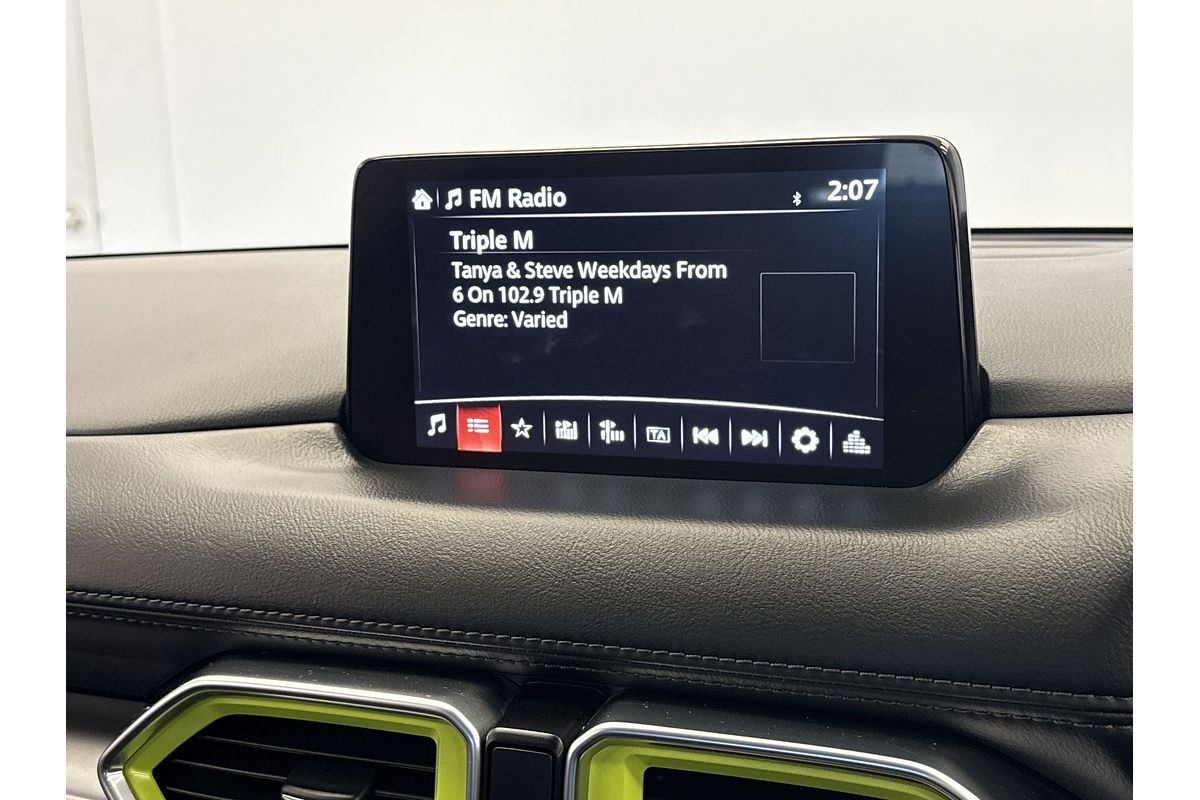 FM Radio
2:07
Triple M
Tanya & Steve Weekdays From
6 On 102.9 Triple M
Genre: Varied
TA